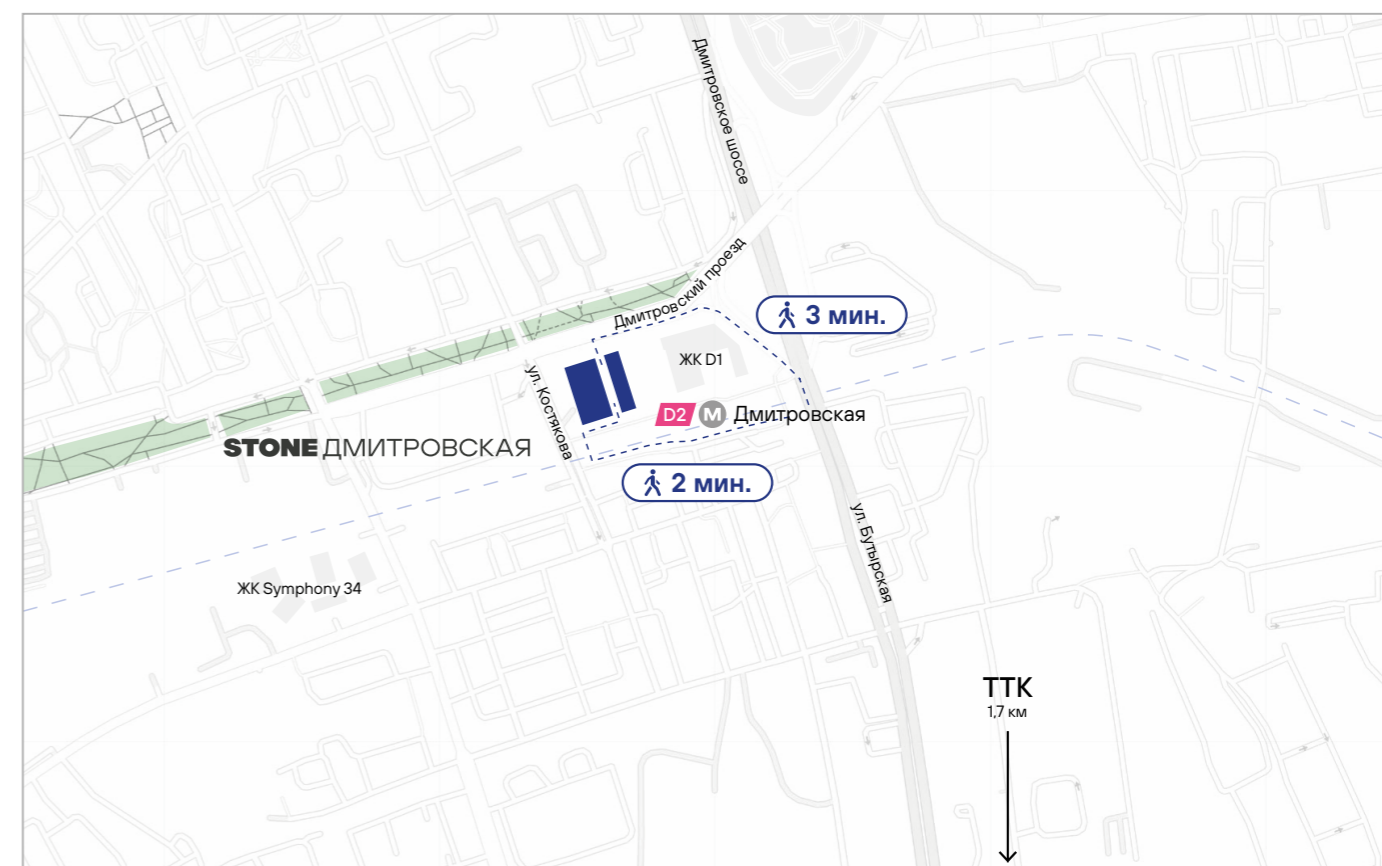 Дмитровское шоссе
Дмитровский проезд
3 мин.
ЖК D1
ул. Костякова
D2 М Дмитровская
STONE ДМИТРОВСКАЯ
2 мин.
ул. Бутырская
ЖК Symphony 34
ТТК
1,7 км